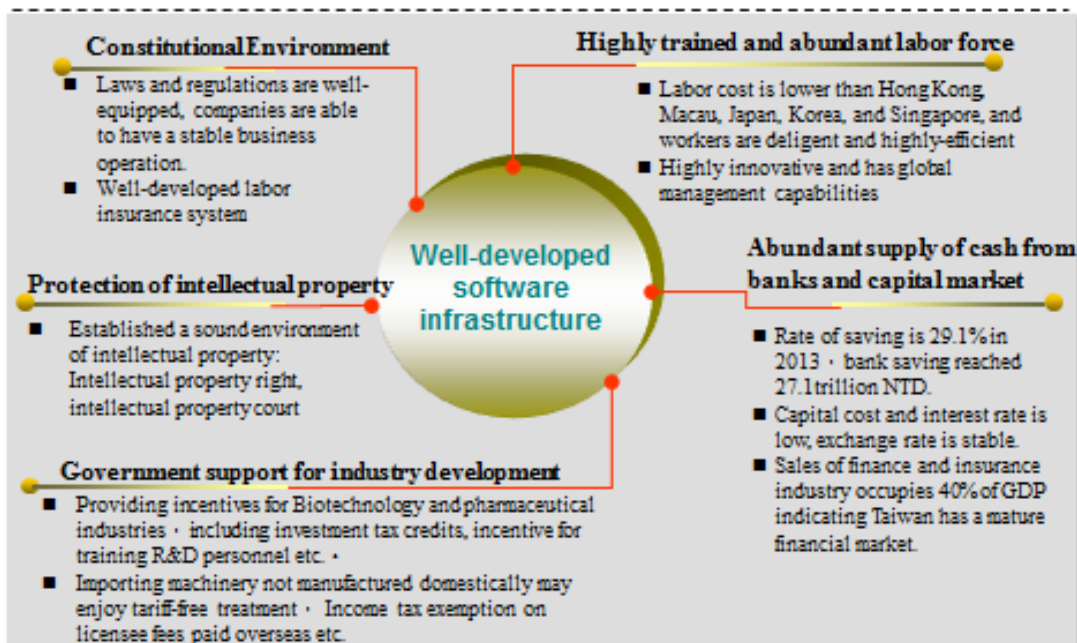 Constitutional Environment
■ Laws and regulations are well-
equipped, companies are able
to have a stable business
operation.
■ Well-developed labor
insurance system
Highly trained and abundant labor force
■ Labor cost is lower than Hong Kong,
Macau, Japan, Korea, and Singapore, and
workers are deligent and highly-efficient
■ Highly innovative and has global
management capabilities
Well-developed
software
infrastructure
Protection of intellectual property
■ Established a sound environment
of intellectual property:
Intellectual property right,
intellectual property court
Abundant supply of cash from
banks and capital market
■ Rate of saving is 29.1% in
2013，bank saving reached
27.1trillion NTD.
■ Capital cost and interest rate is
low, exchange rate is stable.
■ Sales of finance and insurance
industry occupies 40% of GDP
indicating Taiwan has a mature
financial market.
Government support for industry development
■ Providing incentives for Biotechnology and pharmaceutical
industries，including investment tax credits, incentive for
training R&D personnel etc.。
■ Importing machinery not manufactured domestically may
enjoy tariff-free treatment，Income tax exemption on
licensee fees paid overseas etc.